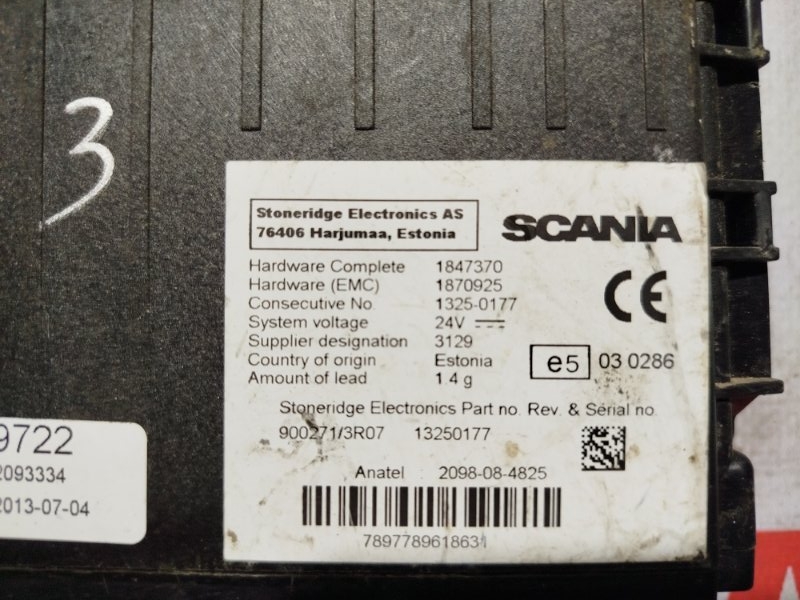 3
Stoneridge Electronics AS
76406 Harjumaa, Estonia
SCANIA
Hardware Complete 1847370
Hardware (EMC) 1870925
Consecutive No. 1325-0177
System voltage 24V
Supplier designation 3129
Country of origin Estonia
Amount of lead 1.4 g
CE
e5 03 0286
Stoneridge Electronics Part no. Rev. & Serial no.
900271/3R07 13250177
Anatel 2098-08-4825
7897789618631
9722
2093334
2013-07-04